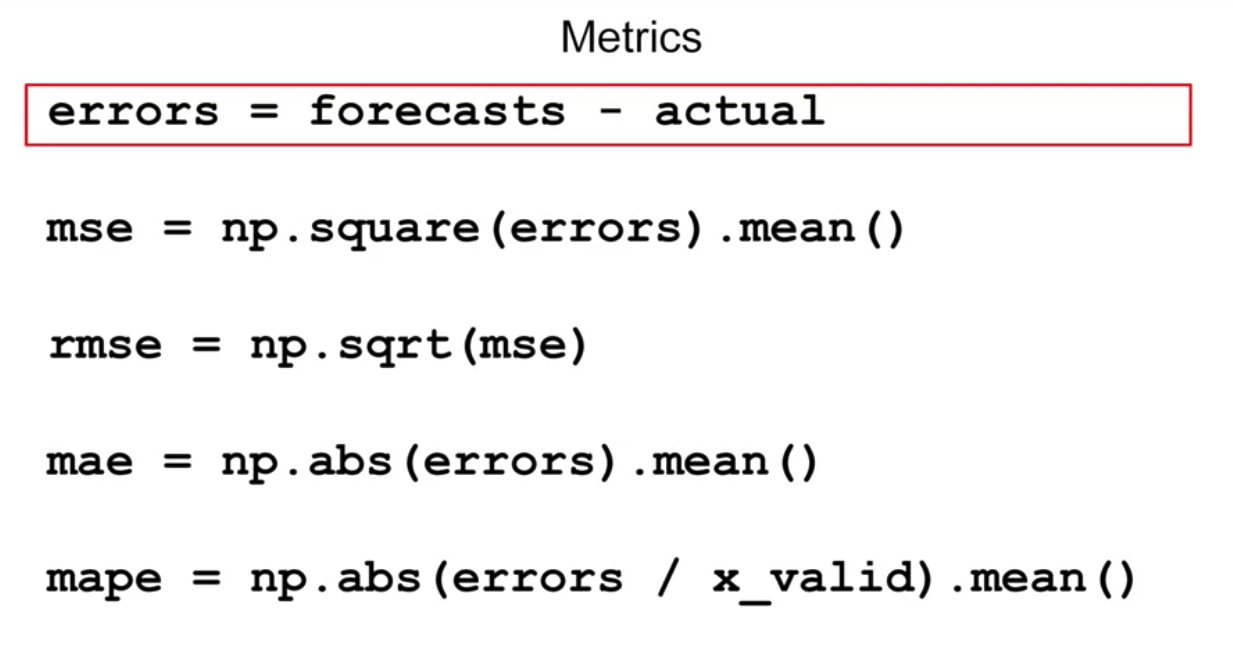 Metrics
errors = forecasts - actual
mse = np.square(errors).mean()
rmse = np.sqrt(mse)
mae = np.abs(errors).mean()
mape = np.abs(errors / x_valid).mean()